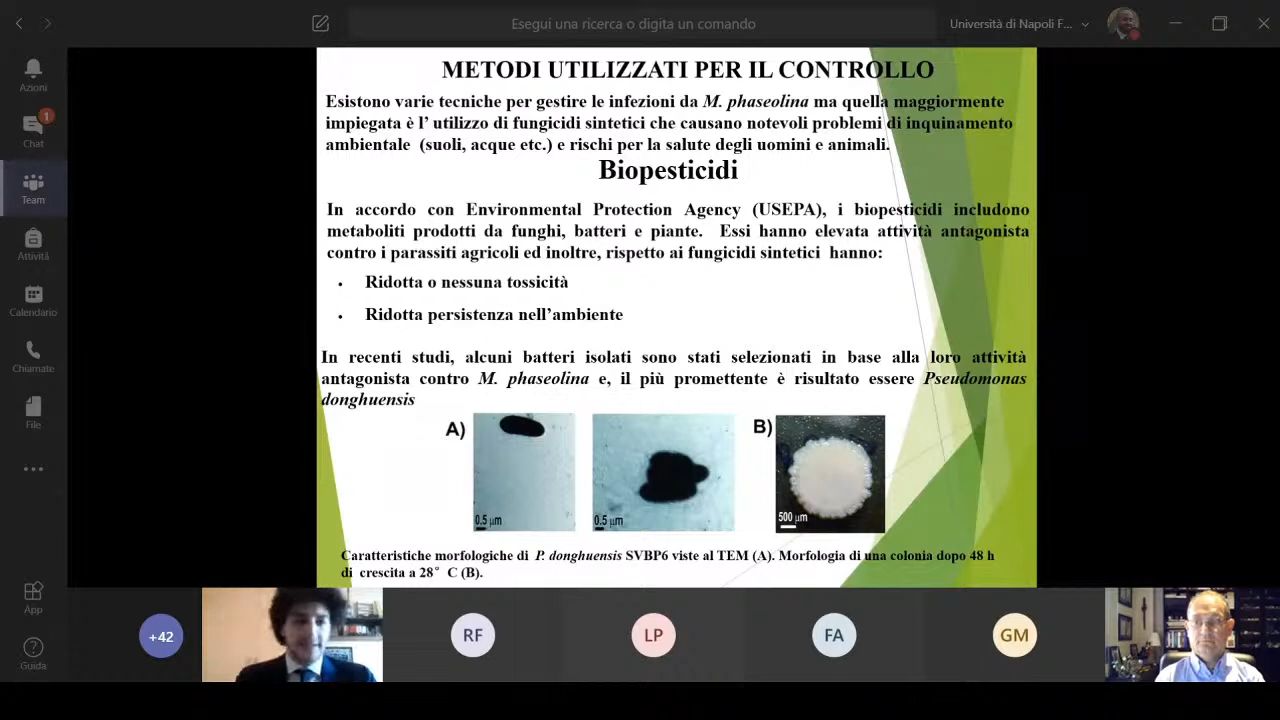 Esegui una ricerca o digita un comando
Università di Napoli F...
Azioni
Chat
1
Team
Attività
Calendario
Chiamate
File
App
Guida
METODI UTILIZZATI PER IL CONTROLLO
Esistono varie tecniche per gestire le infezioni da M. phaseolina ma quella maggiormente
impiegata è l' utilizzo di fungicidi sintetici che causano notevoli problemi di inquinamento
ambientale (suoli, acque etc.) e rischi per la salute degli uomini e animali.
Biopesticidi
In accordo con Environmental Protection Agency (USEPA), i biopesticidi includono
metaboliti prodotti da funghi, batteri e piante. Essi hanno elevata attività antagonista
contro i parassiti agricoli ed inoltre, rispetto ai fungicidi sintetici hanno:
• Ridotta o nessuna tossicità
• Ridotta persistenza nell'ambiente
In recenti studi, alcuni batteri isolati sono stati selezionati in base alla loro attività
antagonista contro M. phaseolina e, il più promettente è risultato essere Pseudomonas
donghuensis
A)
B)
0.5 µm
0.5 µm
500 µm
Caratteristiche morfologiche di P. donghuensis SVBP6 viste al TEM (A). Morfologia di una colonia dopo 48 h
di crescita a 28° C (B).
+42
RF
LP
FA
GM